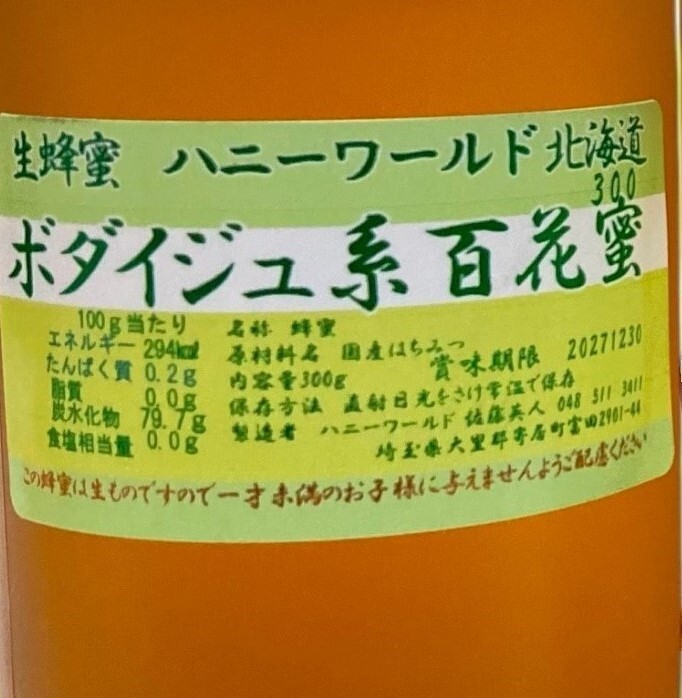 生蜂蜜 ハニーワールド 北海道
300
ボダイジュ系 百花蜜
100g当たり
エネルギー 294kcal
たんぱく質 0.2g
脂質 0.0g
炭水化物 79.7g
食塩相当量 0.0g
名称 蜂蜜
原材料名 国産はちみつ
賞味期限 20271230
内容量300g
保存方法 直射日光をさけ常温で保存
製造者 ハニーワールド 佐藤英人 048 511 3411
埼玉県大里郡寄居町富田2901-44
この蜂蜜は生ものですので一才未満のお子様に与えませんようご配慮ください